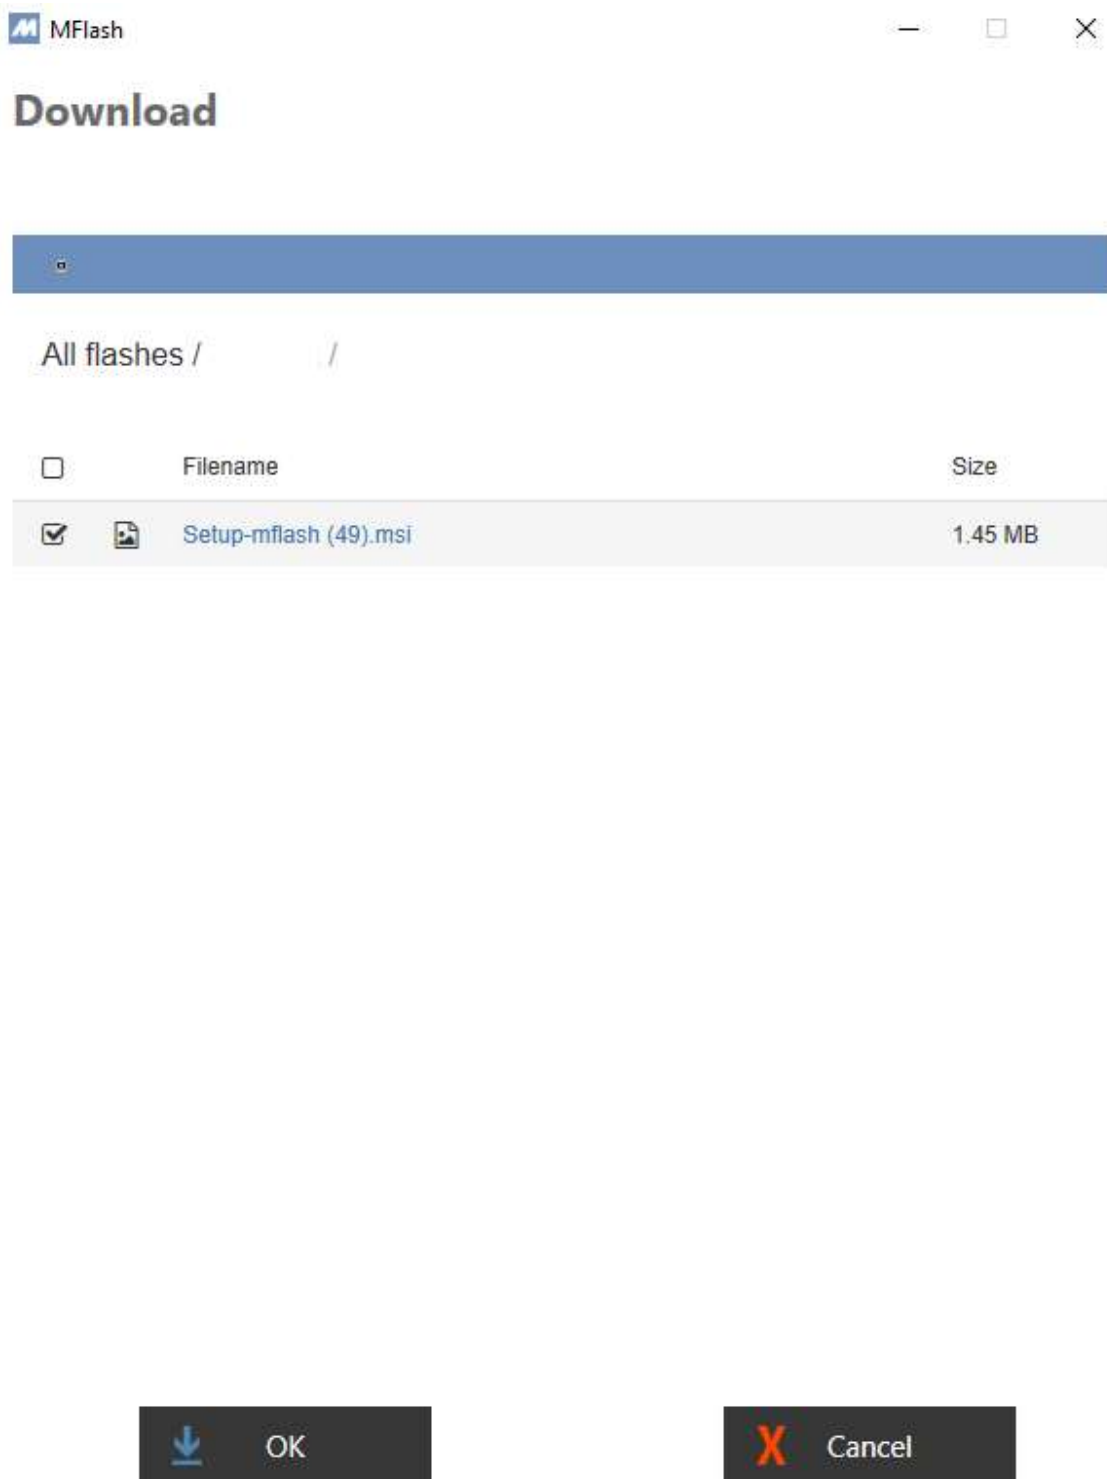 MFlash
Download
All flashes / /
Filename Size
Setup-mflash (49).msi 1.45 MB
OK Cancel